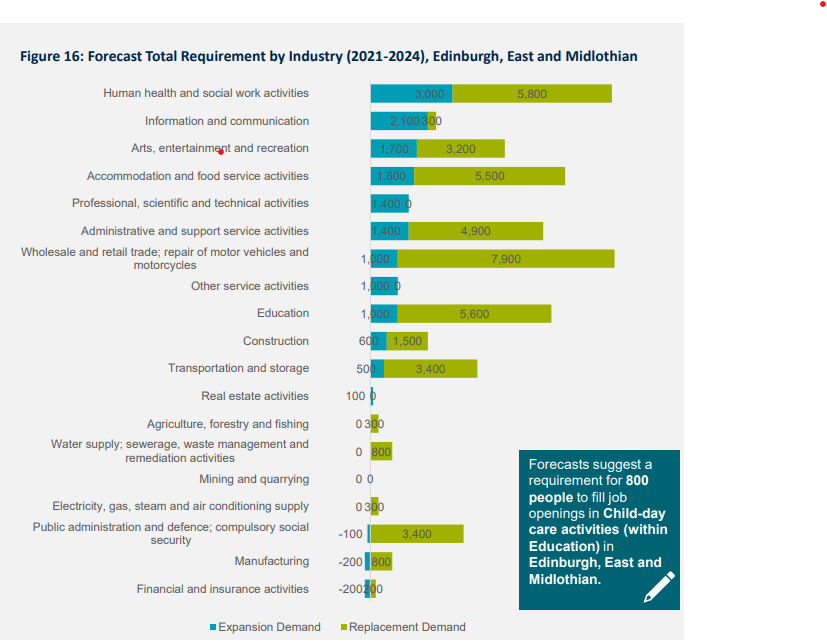 Figure 16: Forecast Total Requirement by Industry (2021-2024), Edinburgh, East and Midlothian
Human health and social work activities 3,000 5,800
Information and communication 2,100 300
Arts, entertainment and recreation 1,700 3,200
Accommodation and food service activities 1,600 5,500
Professional, scientific and technical activities 1,400 0
Administrative and support service activities 1,400 4,900
Wholesale and retail trade; repair of motor vehicles and
motorcycles 1,000 7,900
Other service activities 1,000 0
Education 1,000 5,600
Construction 600 1,500
Transportation and storage 500 3,400
Real estate activities 100 0
Agriculture, forestry and fishing 0 300
Water supply; sewerage, waste management and
remediation activities 0 800
Mining and quarrying 0 0
Electricity, gas, steam and air conditioning supply 0 300
Public administration and defence; compulsory social
security -100 3,400
Manufacturing -200 800
Financial and insurance activities -200 200
Expansion Demand Replacement Demand
Forecasts suggest a
requirement for 800
people to fill job
openings in Child-day
care activities (within
Education) in
Edinburgh, East and
Midlothian.